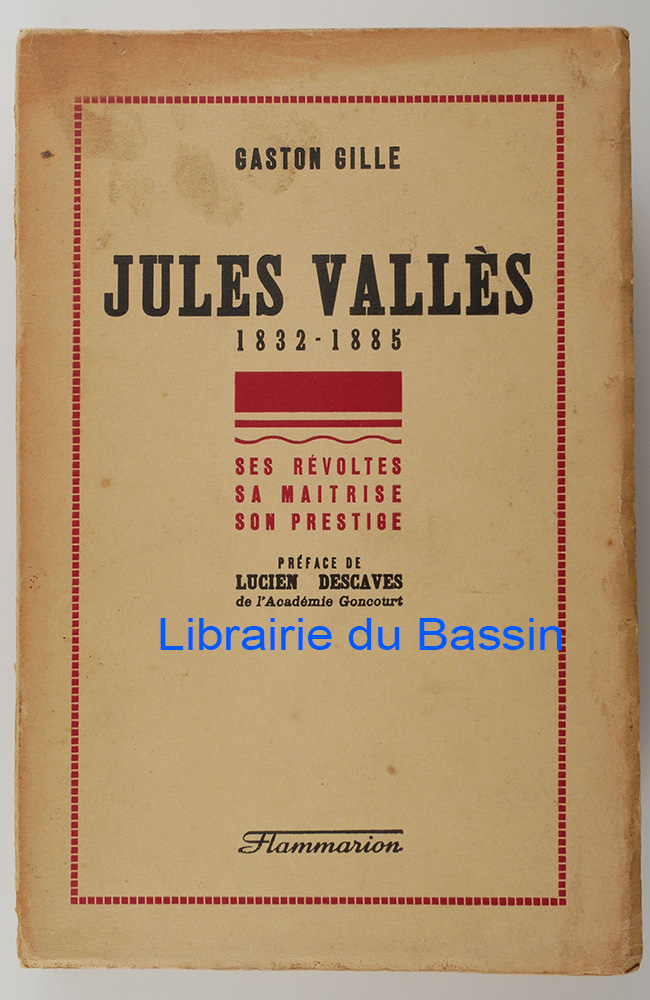 GASTON GILLE
JULES VALLÈS
1832-1885
SES RÉVOLTES
SA MAITRISE
SON PRESTIGE
PRÉFACE DE
LUCIEN DESCAVES
de l'Académie Goncourt
Librairie du Bassin
Flammarion